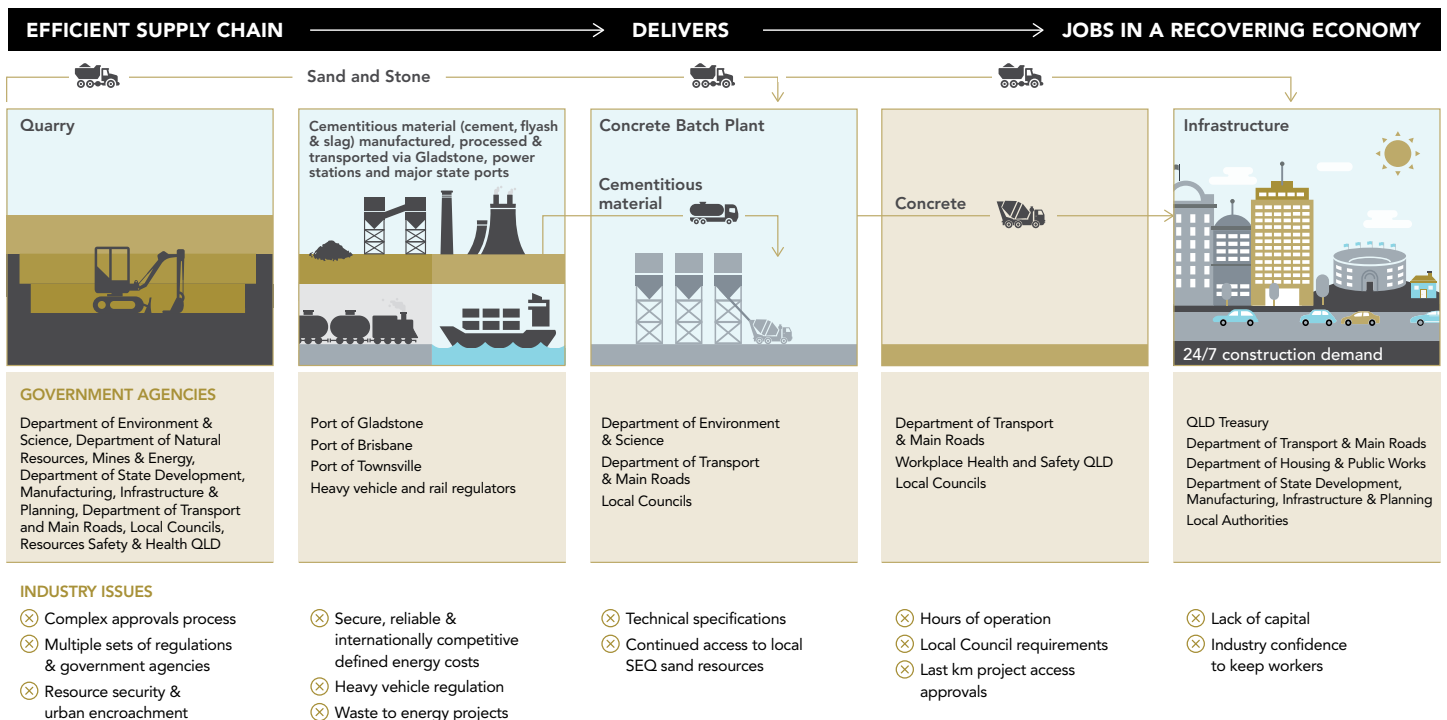 EFFICIENT SUPPLY CHAIN
DELIVERS
JOBS IN A RECOVERING ECONOMY
Sand and Stone
Quarry
Cementitious material (cement, flyash
& slag) manufactured, processed &
transported via Gladstone, power
stations and major state ports
Concrete Batch Plant
Cementitious
material
Concrete
Infrastructure
24/7 construction demand
GOVERNMENT AGENCIES
Department of Environment &
Science, Department of Natural
Resources, Mines & Energy,
Department of State Development,
Manufacturing, Infrastructure &
Planning, Department of Transport
and Main Roads, Local Councils,
Resources Safety & Health QLD
Port of Gladstone
Port of Brisbane
Port of Townsville
Heavy vehicle and rail regulators
Department of Environment
& Science
Department of Transport
& Main Roads
Local Councils
Department of Transport
& Main Roads
Workplace Health and Safety QLD
Local Councils
QLD Treasury
Department of Transport & Main Roads
Department of Housing & Public Works
Department of State Development,
Manufacturing, Infrastructure & Planning
Local Authorities
INDUSTRY ISSUES
Complex approvals process
Multiple sets of regulations
& government agencies
Resource security &
urban encroachment
Secure, reliable &
internationally competitive
defined energy costs
Heavy vehicle regulation
Waste to energy projects
Technical specifications
Continued access to local
SEQ sand resources
Hours of operation
Local Council requirements
Last km project access
approvals
Lack of capital
Industry confidence
to keep workers